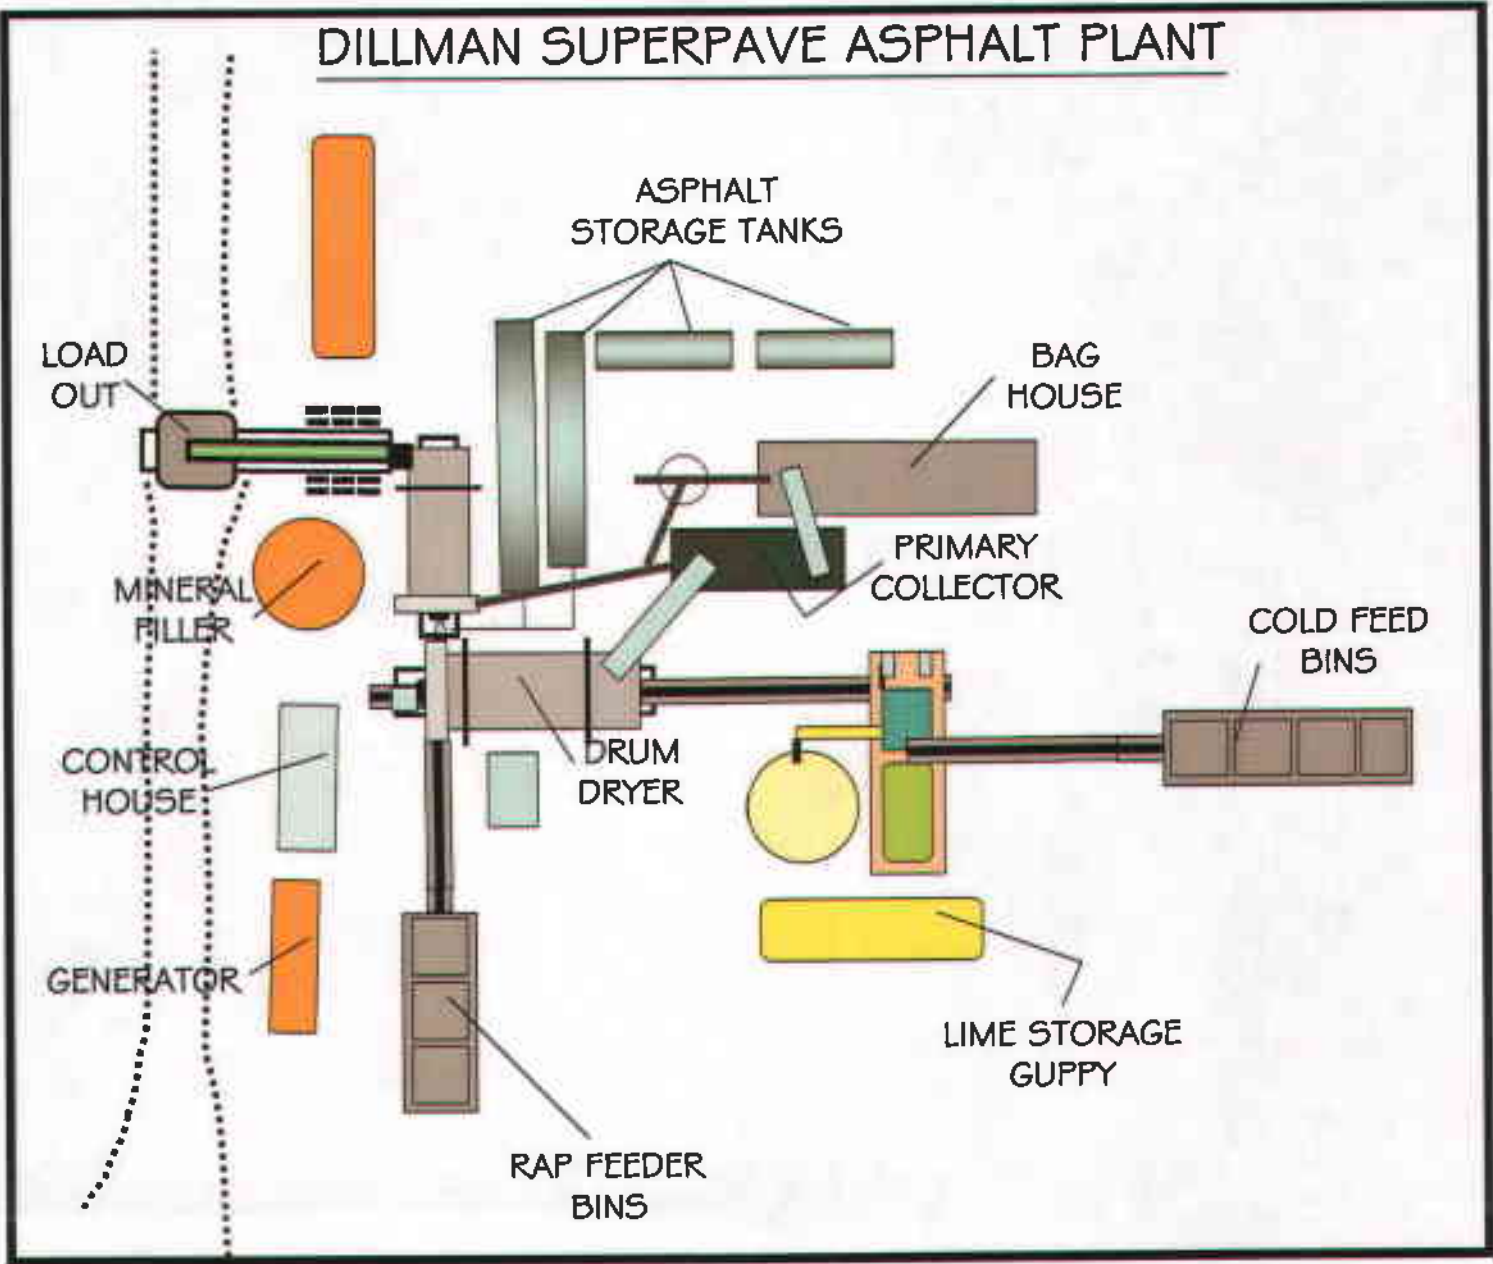 DILLMAN SUPERPAVE ASPHALT PLANT
ASPHALT
STORAGE TANKS
LOAD
OUT
BAG
HOUSE
MINERAL
FILLER
PRIMARY
COLLECTOR
COLD FEED
BINS
CONTROL
HOUSE
DRUM
DRYER
GENERATOR
LIME STORAGE
GUPPY
RAP FEEDER
BINS